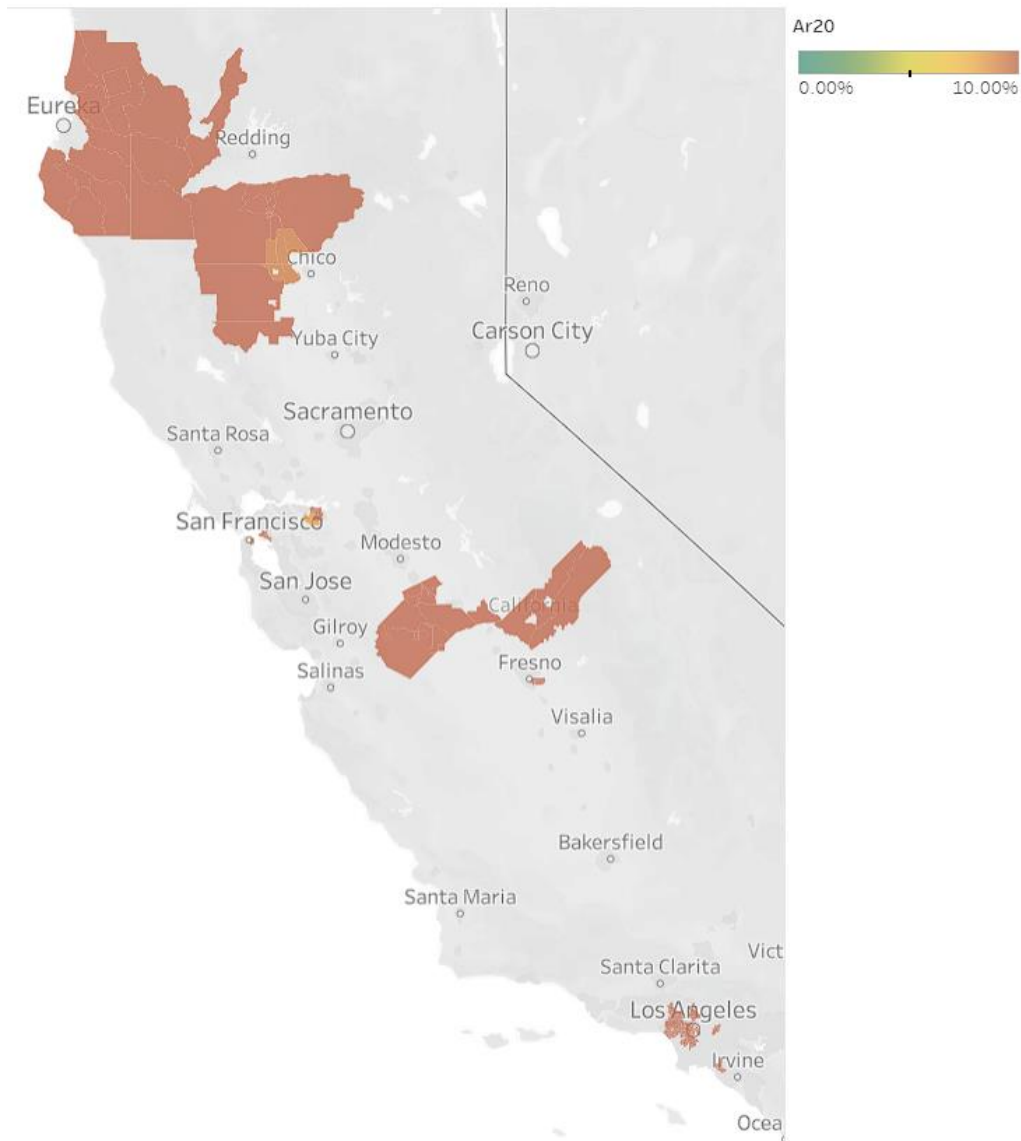 Ar20
0.00% 10.00%
Eureka
Redding
Chico
Reno
Carson City
Yuba City
Sacramento
Santa Rosa
San Francisco
Modesto
San Jose
California
Gilroy
Fresno
Salinas
Visalia
Bakersfield
Santa Maria
Vict
Santa Clarita
Los Angeles
Irvine
Ocea